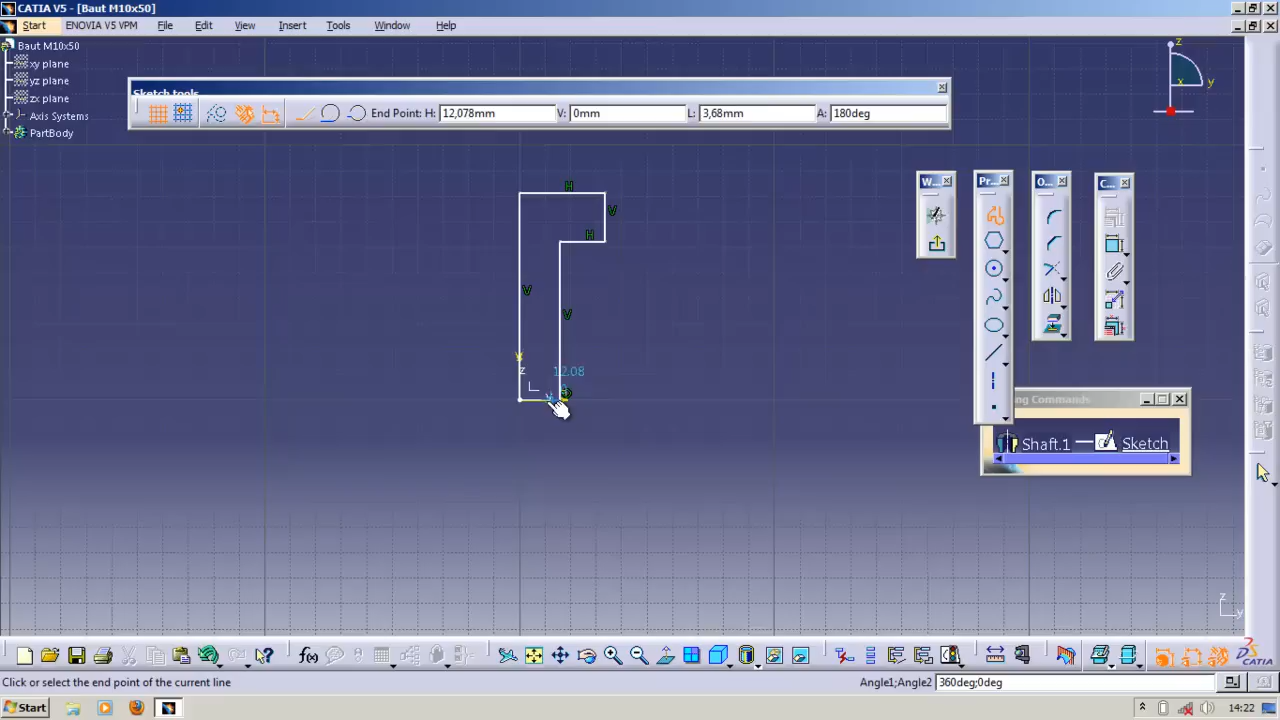 CATIA V5 - [Baut M10x50]
Start ENOVIA V5 VPM File Edit View Insert Tools Window Help
Baut M10x50
xy plane
yz plane
zx plane
Axis Systems
PartBody
Sketch tools
End Point: H: 12,078mm V: 0mm L: 3,68mm A: 180deg
z
x y
W... Pr... O... C...
H
V
H
V
V
12.08
z
ng Commands
Shaft.1 Sketch
z
y
f(x)
CATIA
Click or select the end point of the current line
Angle1;Angle2 360deg;0deg
Start
14:22